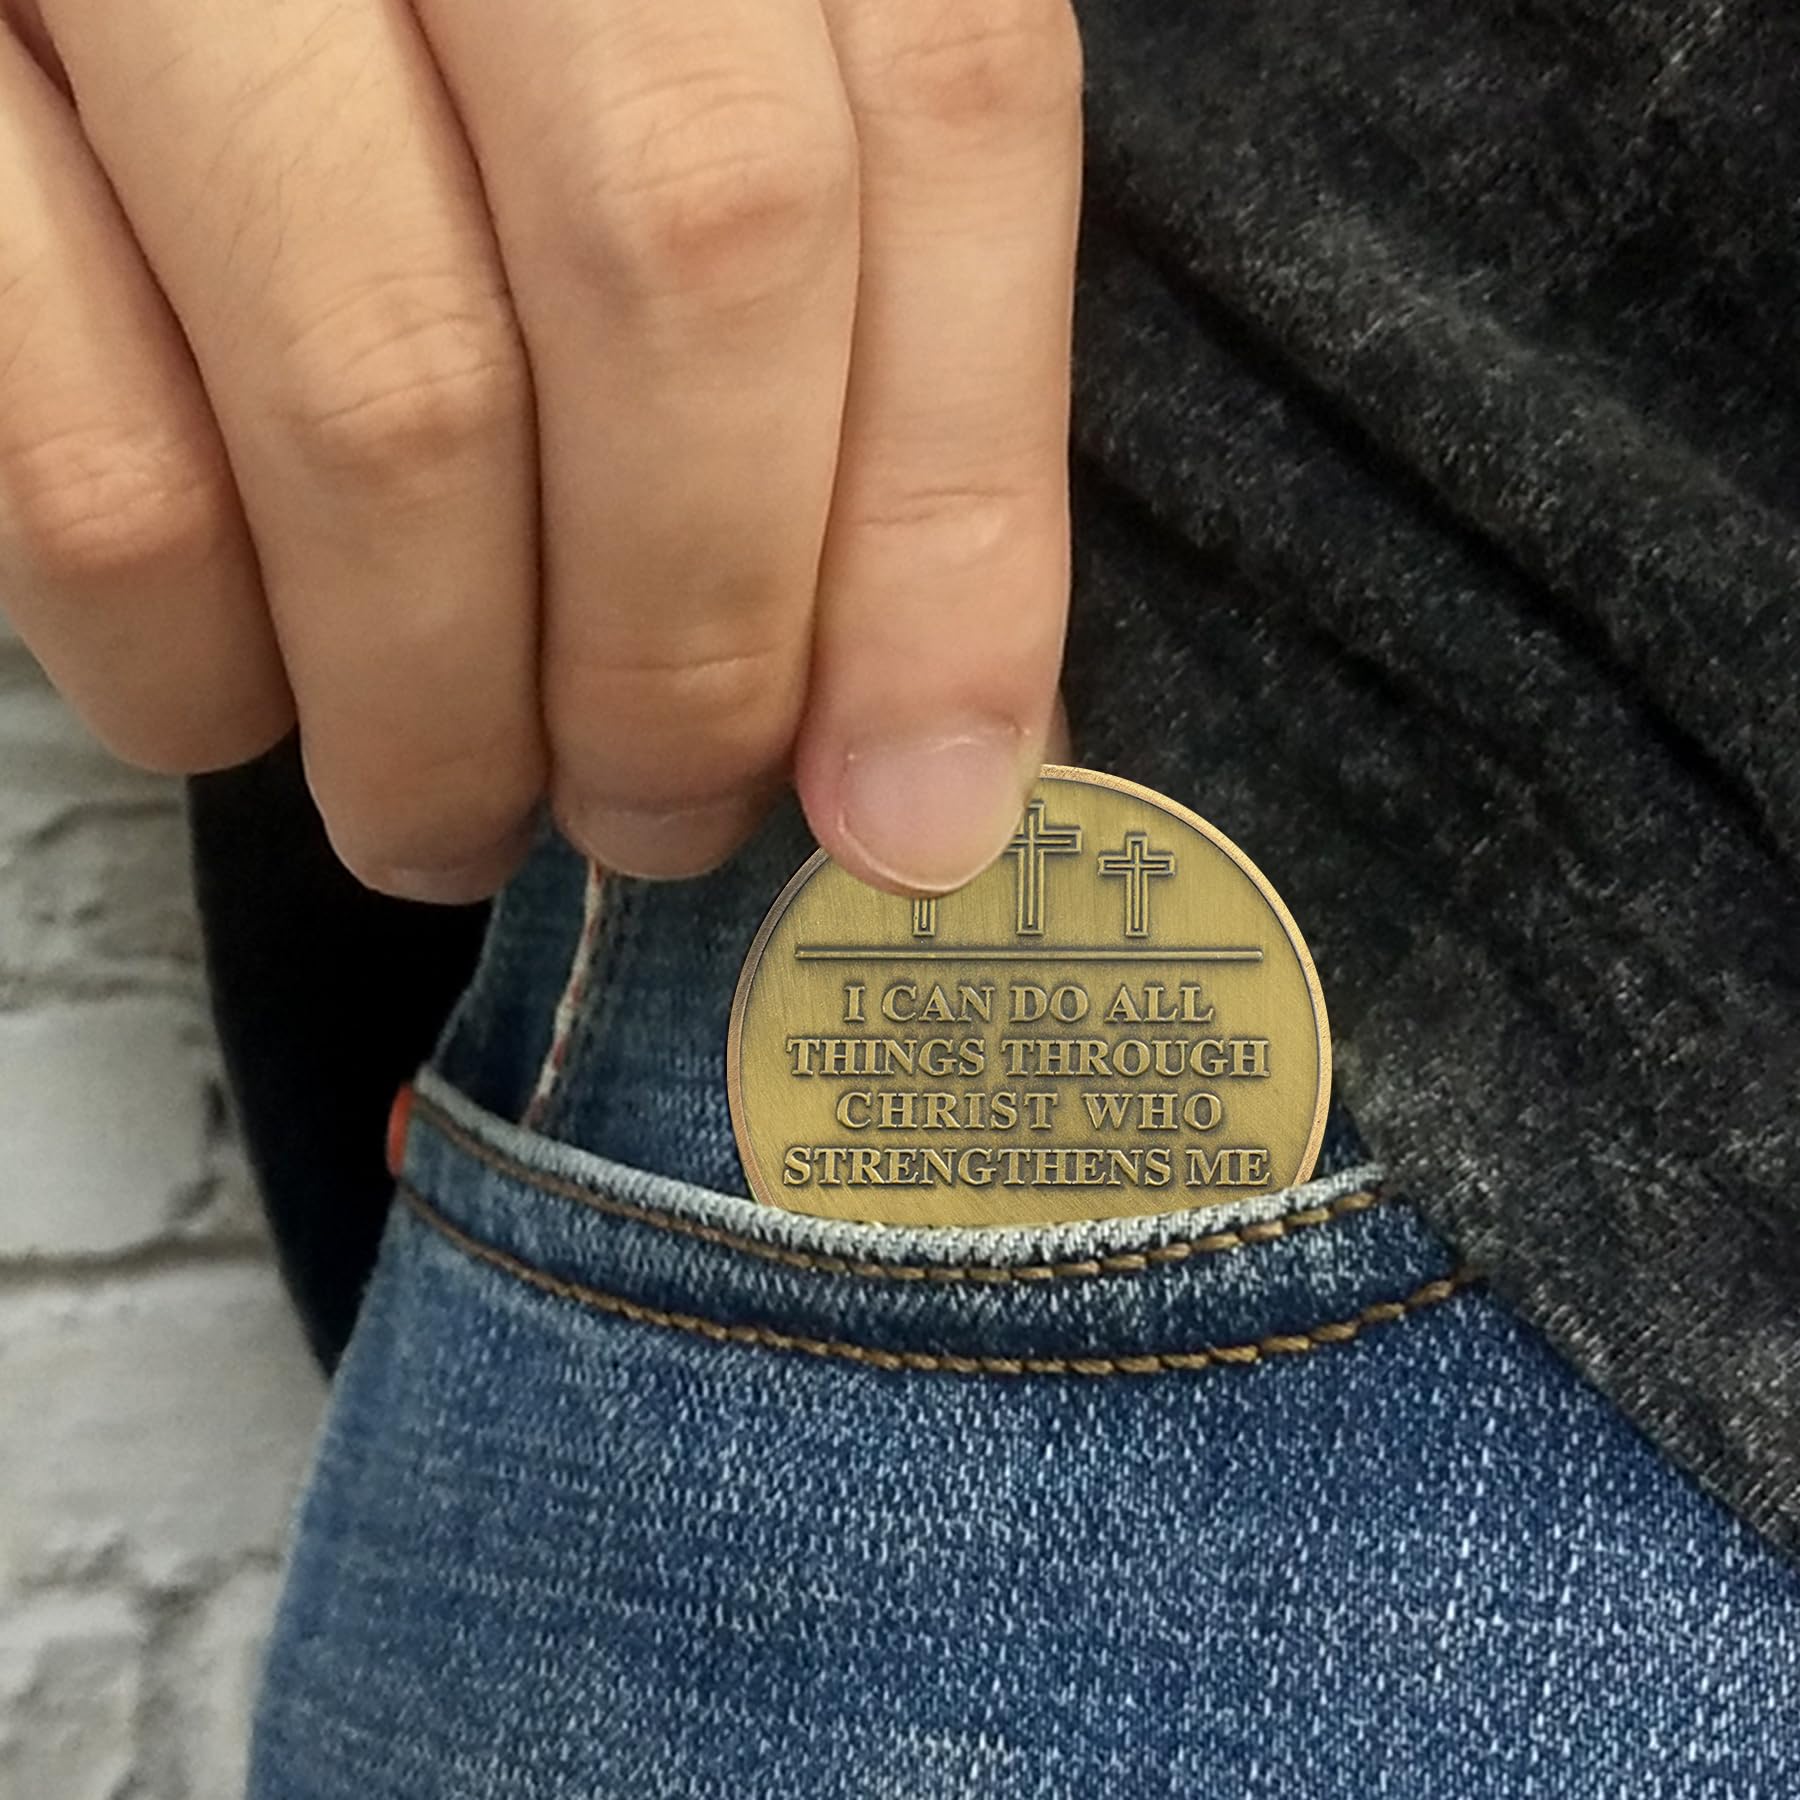 I CAN DO ALL
THINGS THROUGH
CHRIST WHO
STRENGTHENS ME